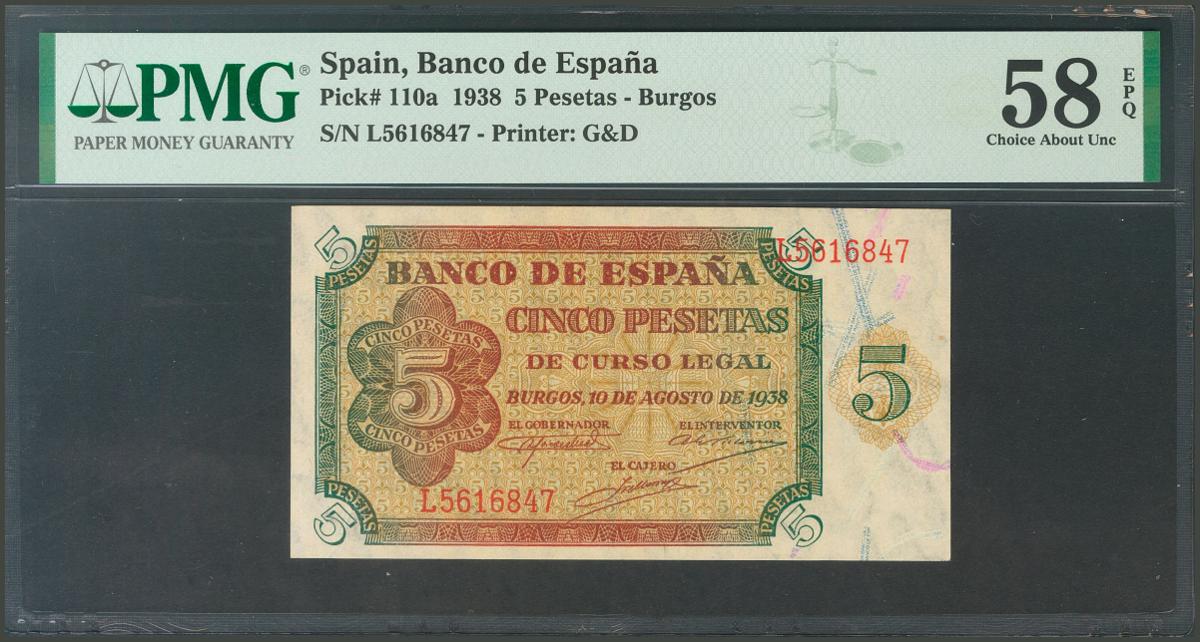 PMG®
PAPER MONEY GUARANTY
Spain, Banco de España
Pick# 110a 1938 5 Pesetas - Burgos
S/N L5616847 - Printer: G&D
58
EPQ
Choice About Unc
5
PESETAS
5
PESETAS
L5616847
BANCO DE ESPAÑA
CINCO PESETAS
DE CURSO LEGAL
BURGOS, 10 DE AGOSTO DE 1938
CINCO PESETAS
5
CINCO PESETAS
5
EL GOBERNADOR
EL INTERVENTOR
EL CAJERO
L5616847
PESETAS
5
PESETAS
5